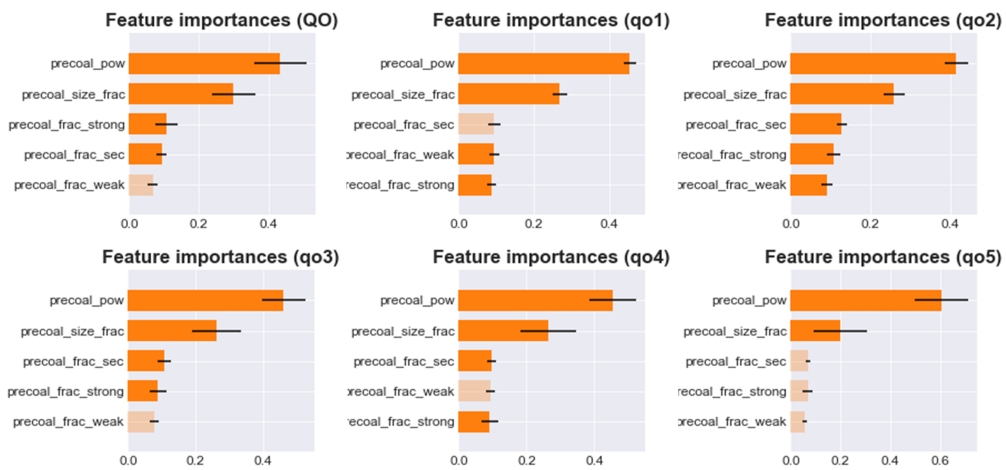 Feature importances (QO)
precoal_pow
precoal_size_frac
precoal_frac_strong
precoal_frac_sec
precoal_frac_weak
0.0 0.2 0.4
Feature importances (qo1)
precoal_pow
precoal_size_frac
precoal_frac_sec
precoal_frac_weak
precoal_frac_strong
0.0 0.2 0.4
Feature importances (qo2)
precoal_pow
precoal_size_frac
precoal_frac_sec
precoal_frac_strong
precoal_frac_weak
0.0 0.2 0.4
Feature importances (qo3)
precoal_pow
precoal_size_frac
precoal_frac_sec
precoal_frac_strong
precoal_frac_weak
0.0 0.2 0.4
Feature importances (qo4)
precoal_pow
precoal_size_frac
precoal_frac_sec
precoal_frac_weak
precoal_frac_strong
0.0 0.2 0.4
Feature importances (qo5)
precoal_pow
precoal_size_frac
precoal_frac_sec
precoal_frac_strong
precoal_frac_weak
0.0 0.2 0.4 0.6